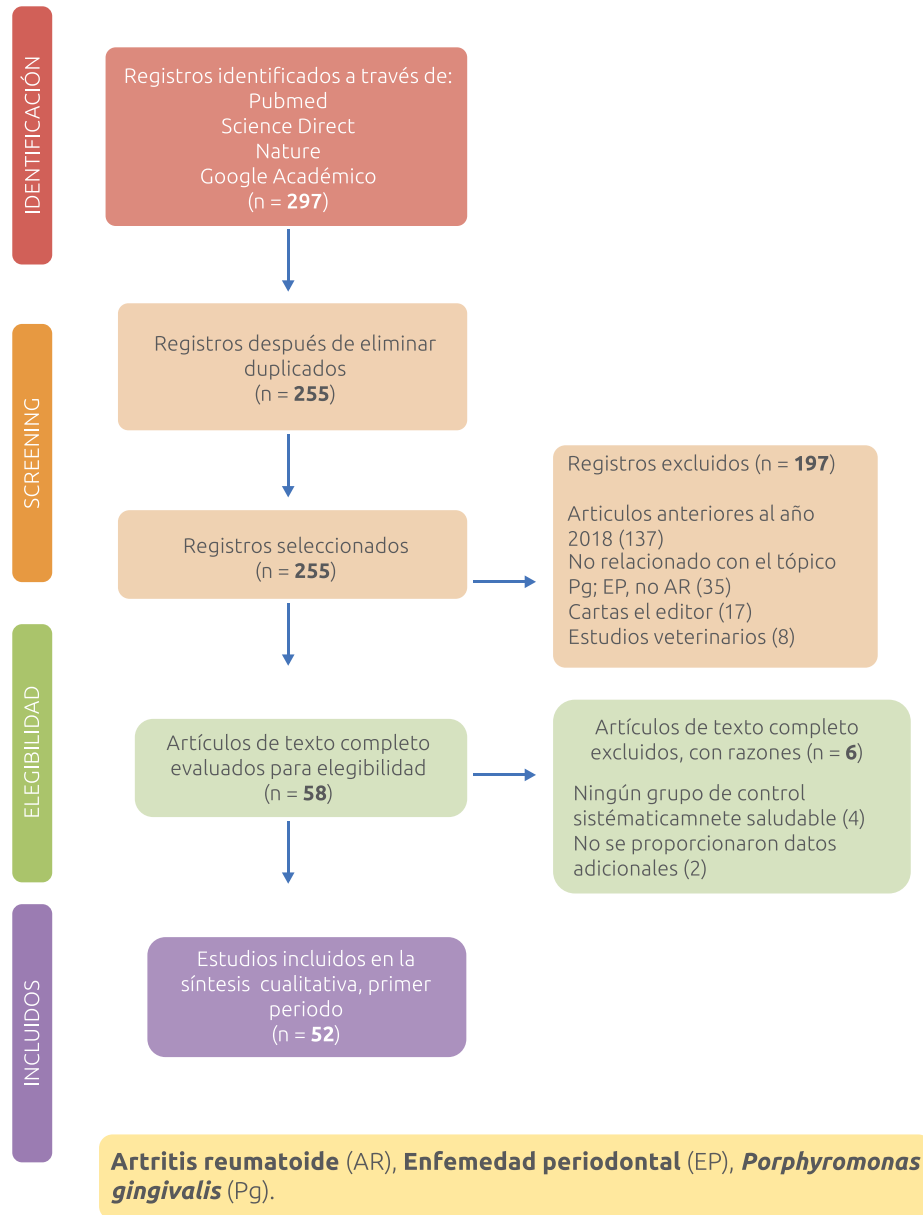 IDENTIFICACIÓN
Registros identificados a través de:
Pubmed
Science Direct
Nature
Google Académico
(n = 297)
SCREENING
Registros después de eliminar
duplicados
(n = 255)
Registros seleccionados
(n = 255)
Registros excluidos (n = 197)
Articulos anteriores al año
2018 (137)
No relacionado con el tópico
Pg; EP, no AR (35)
Cartas el editor (17)
Estudios veterinarios (8)
ELEGIBILIDAD
Artículos de texto completo
evaluados para elegibilidad
(n = 58)
Artículos de texto completo
excluidos, con razones (n = 6)
Ningún grupo de control
sistématicamnete saludable (4)
No se proporcionaron datos
adicionales (2)
INCLUIDOS
Estudios incluidos en la
síntesis cualitativa, primer
periodo
(n = 52)
Artritis reumatoide (AR), Enfemedad periodontal (EP), Porphyromonas
gingivalis (Pg).